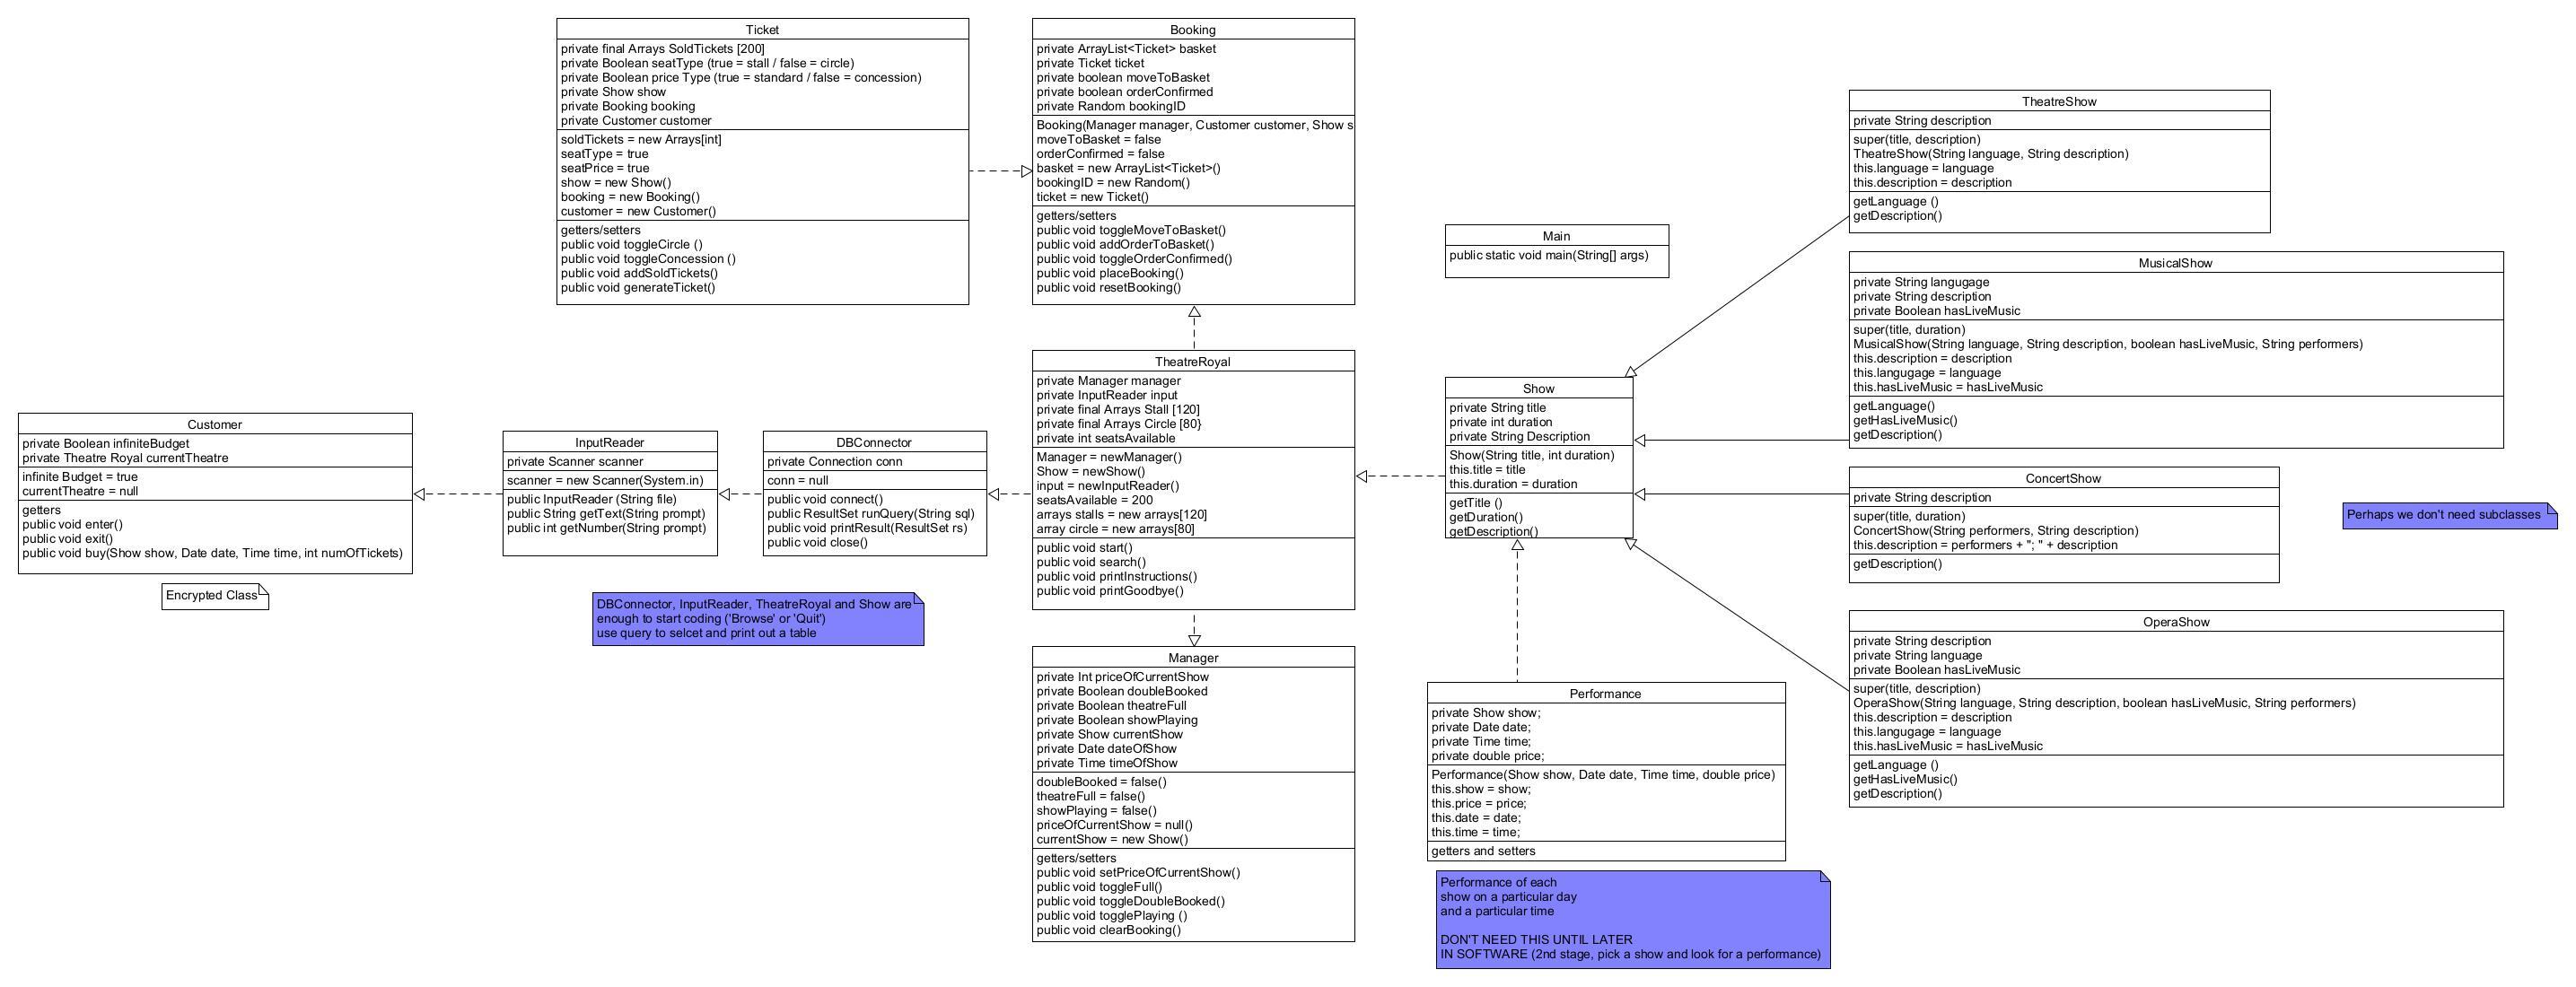 Ticket
private final Arrays SoldTickets [200]
private Boolean seatType (true = stall / false = circle)
private Boolean price Type (true = standard / false = concession)
private Show show
private Booking booking
private Customer customer
soldTickets = new Arrays[int]
seatType = true
seatPrice = true
show = new Show()
booking = new Booking()
customer = new Customer()
getters/setters
public void toggleCircle ()
public void toggleConcession ()
public void addSoldTickets()
public void generateTicket()
Booking
private ArrayList<Ticket> basket
private Ticket ticket
private boolean moveToBasket
private boolean orderConfirmed
private Random bookingID
Booking(Manager manager, Customer customer, Show s
moveToBasket = false
orderConfirmed = false
basket = new ArrayList<Ticket>()
bookingID = new Random()
ticket = new Ticket()
getters/setters
public void toggleMoveToBasket()
public void addOrderToBasket()
public void toggleOrderConfirmed()
public void placeBooking()
public void resetBooking()
Main
public static void main(String[] args)
TheatreShow
private String description
super(title, description)
TheatreShow(String language, String description)
this.language = language
this.description = description
getLanguage ()
getDescription()
MusicalShow
private String langugage
private String description
private Boolean hasLiveMusic
super(title, duration)
MusicalShow(String language, String description, boolean hasLiveMusic, String performers)
this.description = description
this.langugage = language
this.hasLiveMusic = hasLiveMusic
getLanguage()
getHasLiveMusic()
getDescription()
Customer
private Boolean infiniteBudget
private Theatre Royal currentTheatre
infinite Budget = true
currentTheatre = null
getters
public void enter()
public void exit()
public void buy(Show show, Date date, Time time, int numOfTickets)
Encrypted Class
InputReader
private Scanner scanner
scanner = new Scanner(System.in)
public InputReader (String file)
public String getText(String prompt)
public int getNumber(String prompt)
DBConnector
private Connection conn
conn = null
public void connect()
public ResultSet runQuery(String sql)
public void printResult(ResultSet rs)
public void close()
DBConnector, InputReader, TheatreRoyal and Show are
enough to start coding ('Browse' or 'Quit')
use query to selcet and print out a table
TheatreRoyal
private Manager manager
private InputReader input
private final Arrays Stall [120]
private final Arrays Circle [80}
private int seatsAvailable
Manager = newManager()
Show = newShow()
input = newInputReader()
seatsAvailable = 200
arrays stalls = new arrays[120]
array circle = new arrays[80]
public void start()
public void search()
public void printInstructions()
public void printGoodbye()
Show
private String title
private int duration
private String Description
Show(String title, int duration)
this.title = title
this.duration = duration
getTitle ()
getDuration()
getDescription()
ConcertShow
private String description
super(title, duration)
ConcertShow(String performers, String description)
this.description = performers + "; " + description
getDescription()
Perhaps we don't need subclasses
Manager
private Int priceOfCurrentShow
private Boolean doubleBooked
private Boolean theatreFull
private Boolean showPlaying
private Show currentShow
private Date dateOfShow
private Time timeOfShow
doubleBooked = false()
theatreFull = false()
showPlaying = false()
priceOfCurrentShow = null()
currentShow = new Show()
getters/setters
public void setPriceOfCurrentShow()
public void toggleFull()
public void toggleDoubleBooked()
public void togglePlaying ()
public void clearBooking()
Performance
private Show show;
private Date date;
private Time time;
private double price;
Performance(Show show, Date date, Time time, double price)
this.show = show;
this.price = price;
this.date = date;
this.time = time;
getters and setters
Performance of each
show on a particular day
and a particular time
DON'T NEED THIS UNTIL LATER
IN SOFTWARE (2nd stage, pick a show and look for a performance)
OperaShow
private String description
private String language
private Boolean hasLiveMusic
super(title, description)
OperaShow(String language, String description, boolean hasLiveMusic, String performers)
this.description = description
this.langugage = language
this.hasLiveMusic = hasLiveMusic
getLanguage ()
getHasLiveMusic()
getDescription()